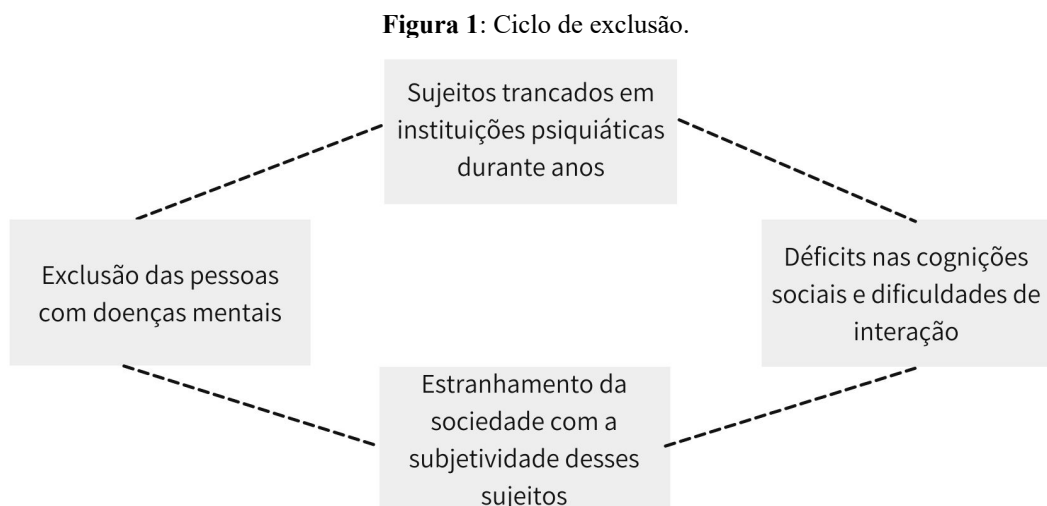 Figura 1: Ciclo de exclusão.
Sujeitos trancados em
instituições psiquiáticas
durante anos
Exclusão das pessoas
com doenças mentais
Déficits nas cognições
sociais e dificuldades de
interação
Estranhamento da
sociedade com a
subjetividade desses
sujeitos